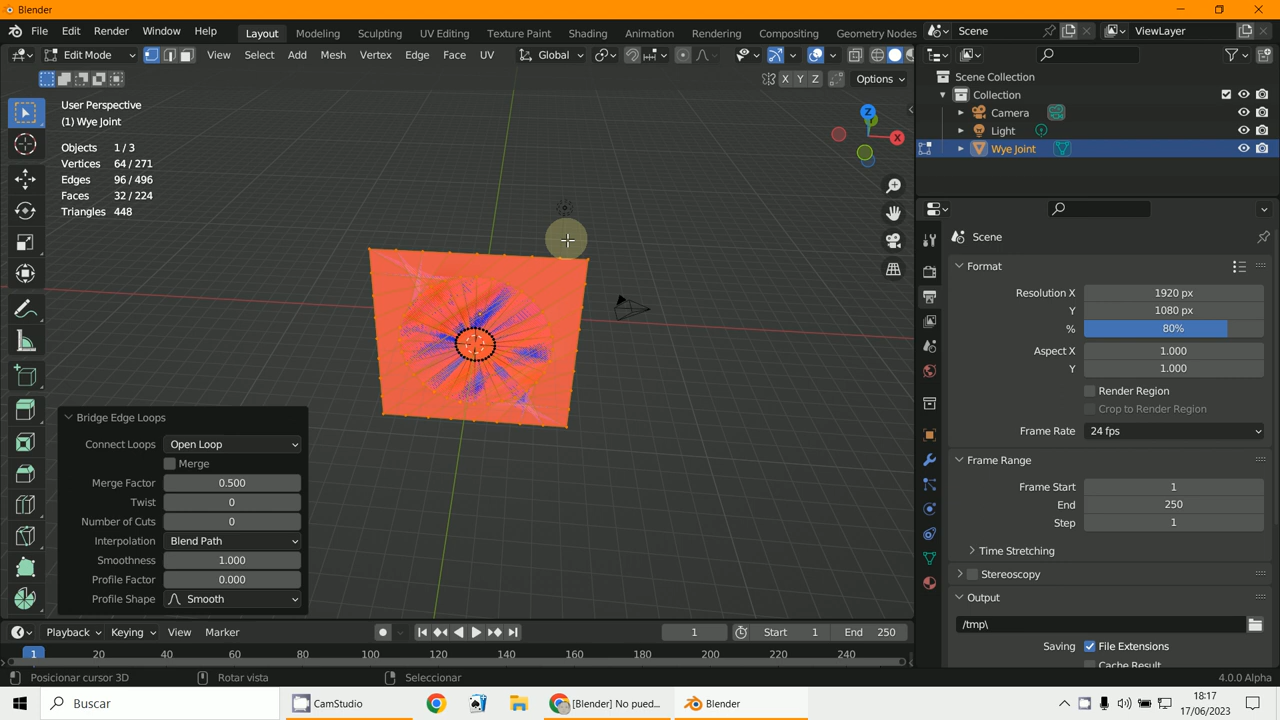 Blender
File Edit Render Window Help
Layout Modeling Sculpting UV Editing Texture Paint Shading Animation Rendering Compositing Geometry Nodes
Scene
ViewLayer
Edit Mode
View Select Add Mesh Vertex Edge Face UV
Global
X Y Z
Options
User Perspective
(1) Wye Joint
Objects 1 / 3
Vertices 64 / 271
Edges 96 / 496
Faces 32 / 224
Triangles 448
Z
X
Scene Collection
Collection
Camera
Light
Wye Joint
Scene
Format
Resolution X 1920 px
Y 1080 px
% 80%
Aspect X 1.000
Y 1.000
Render Region
Crop to Render Region
Frame Rate 24 fps
Frame Range
Frame Start 1
End 250
Step 1
Time Stretching
Stereoscopy
Output
/tmp\
Saving File Extensions
Cache Result
Bridge Edge Loops
Connect Loops Open Loop
Merge
Merge Factor 0.500
Twist 0
Number of Cuts 0
Interpolation Blend Path
Smoothness 1.000
Profile Factor 0.000
Profile Shape Smooth
Playback Keying View Marker
1 Start 1 End 250
1 20 40 60 80 100 120 140 160 180 200 220 240
Posicionar cursor 3D Rotar vista Seleccionar 4.0.0 Alpha
Buscar
CamStudio
[Blender] No pued...
Blender
18:17
17/06/2023